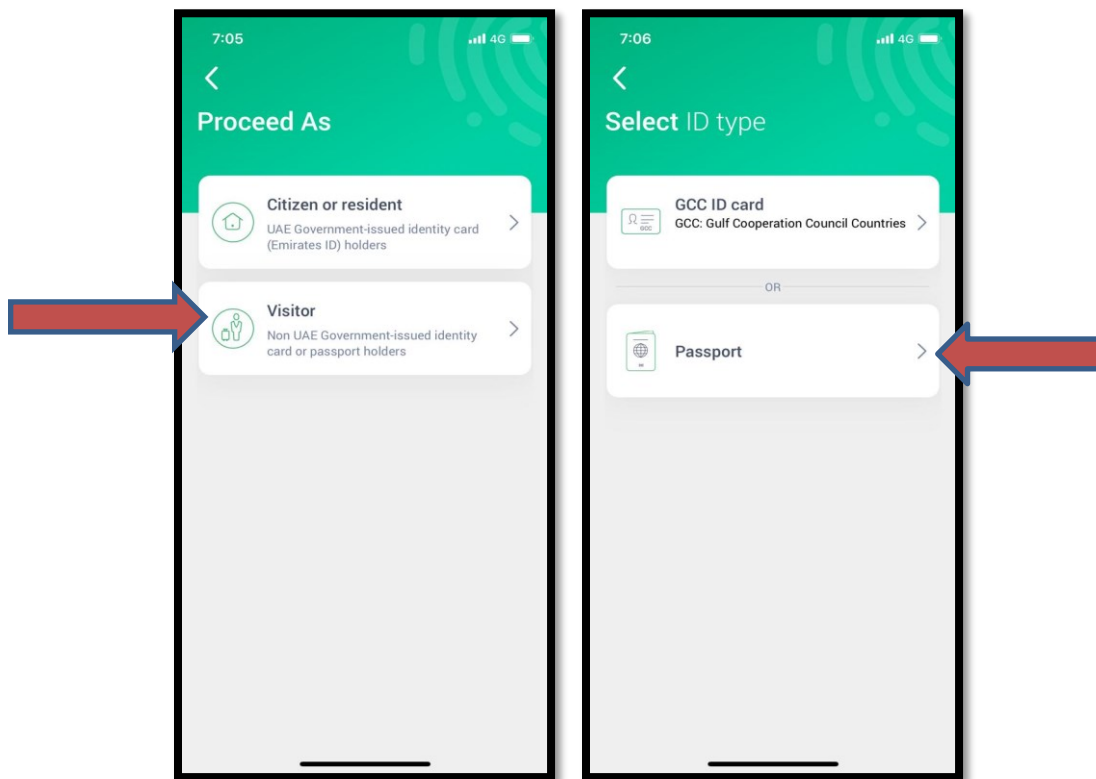 7:05
4G
Proceed As
Citizen or resident
UAE Government-issued identity card
(Emirates ID) holders
Visitor
Non UAE Government-issued identity
card or passport holders
7:06
4G
Select ID type
GCC ID card
GCC: Gulf Cooperation Council Countries
GCC
OR
Passport